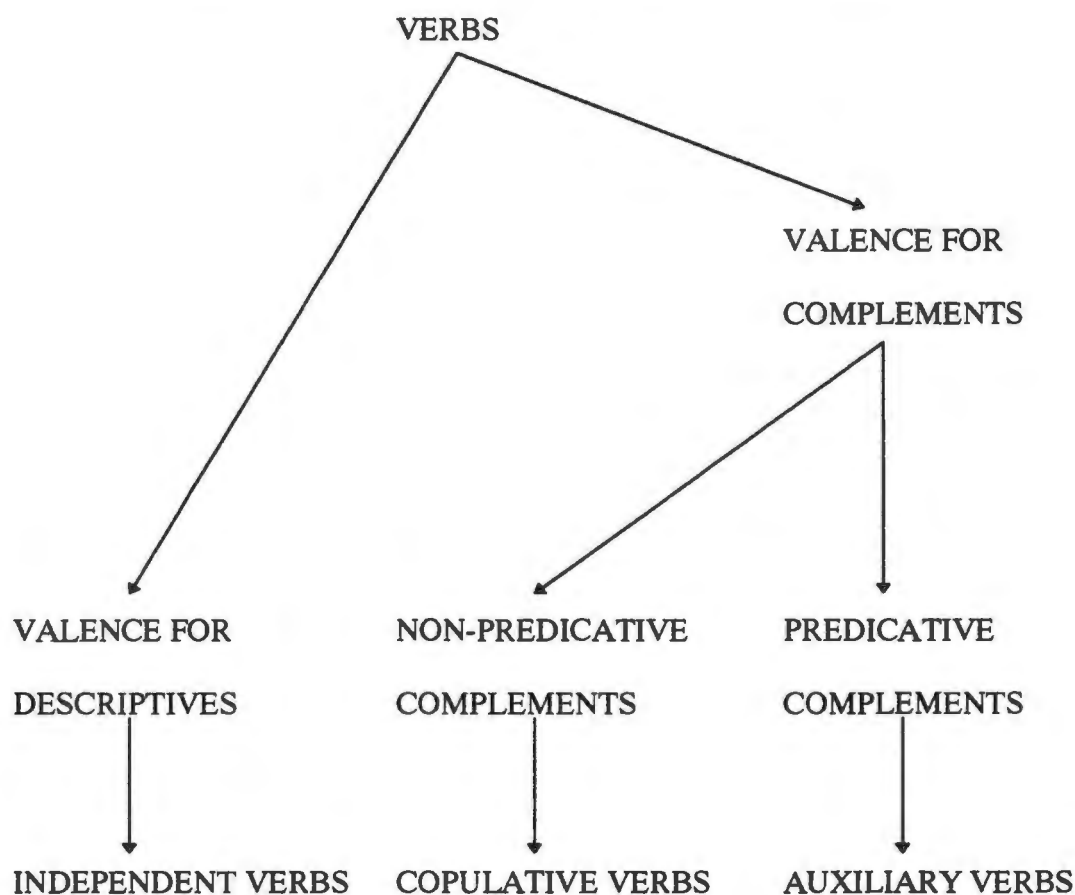 VERBS
VALENCE FOR
COMPLEMENTS
VALENCE FOR
DESCRIPTIVES
NON-PREDICATIVE
COMPLEMENTS
PREDICATIVE
COMPLEMENTS
INDEPENDENT VERBS
COPULATIVE VERBS
AUXILIARY VERBS